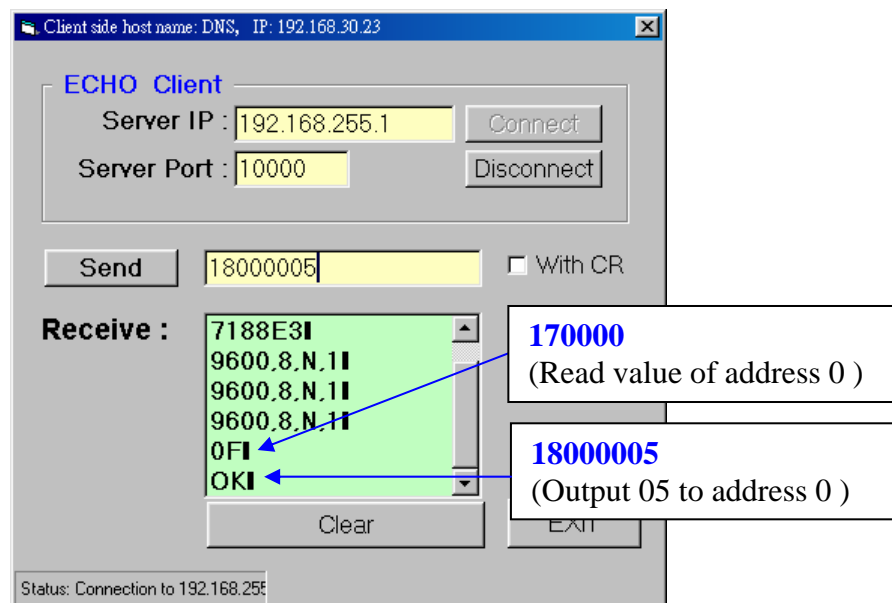 Client side host name: DNS, IP: 192.168.30.23
ECHO Client
Server IP : 192.168.255.1 Connect
Server Port : 10000 Disconnect
Send 18000005 With CR
Receive :
7188E3
9600,8,N,1
9600,8,N,1
9600,8,N,1
0F
OK
170000
(Read value of address 0 )
18000005
(Output 05 to address 0 )
Clear
Status: Connection to 192.168.255